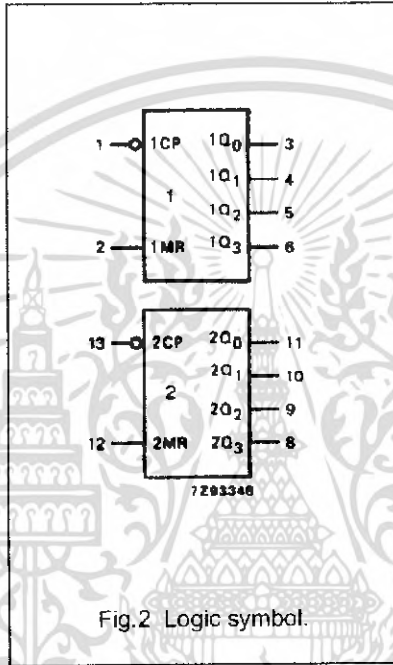 1 1CP 1Q0 3
1Q1 4
1
1Q2 5
2 1MR 1Q3 6
13 2CP 2Q0 11
2Q1 10
2
2Q2 9
12 2MR 2Q3 8
7Z93346
Fig.2 Logic symbol.